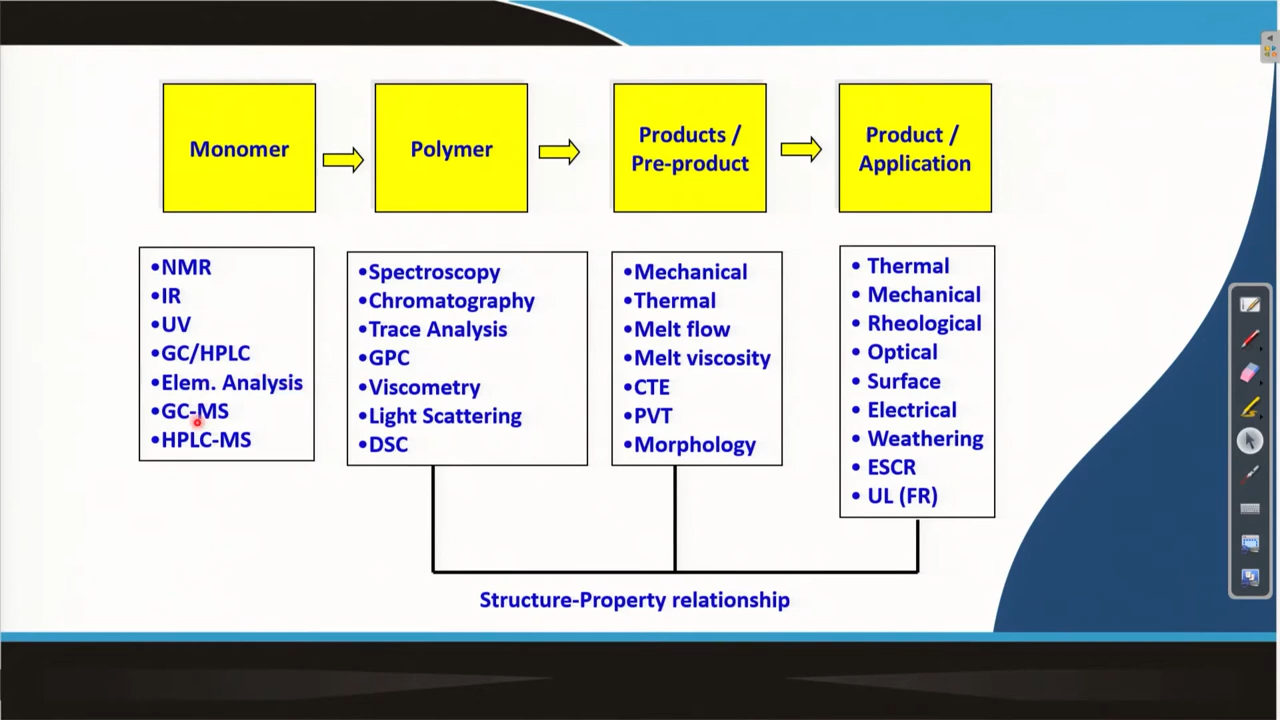 Monomer
Polymer
Products /
Pre-product
Product /
Application
•NMR
•IR
•UV
•GC/HPLC
•Elem. Analysis
•GC-MS
•HPLC-MS
•Spectroscopy
•Chromatography
•Trace Analysis
•GPC
•Viscometry
•Light Scattering
•DSC
•Mechanical
•Thermal
•Melt flow
•Melt viscosity
•CTE
•PVT
•Morphology
• Thermal
• Mechanical
• Rheological
• Optical
• Surface
• Electrical
• Weathering
• ESCR
• UL (FR)
Structure-Property relationship